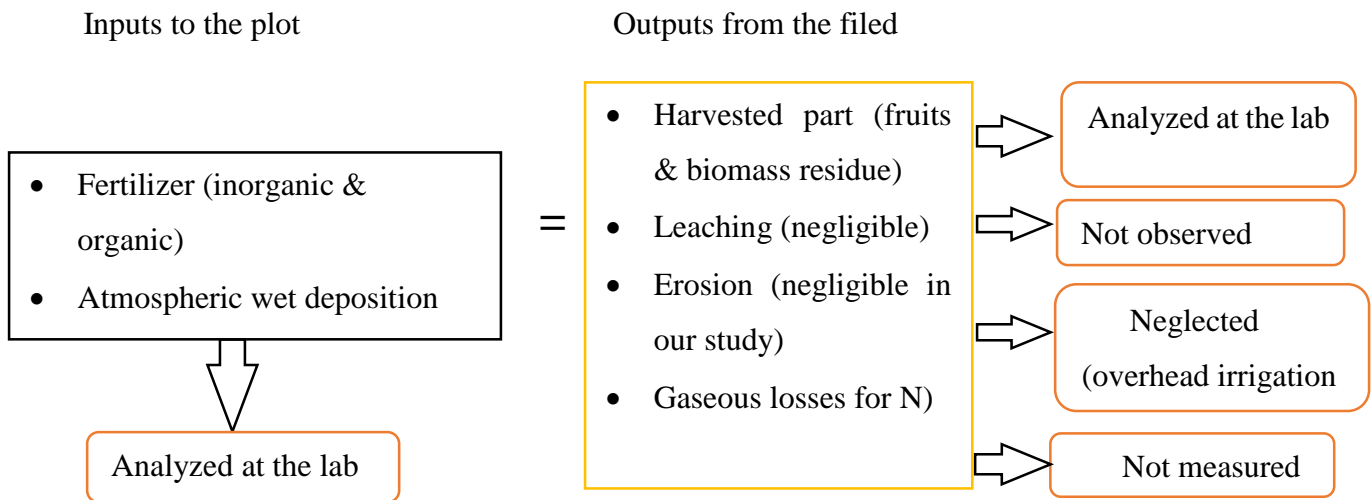 Inputs to the plot
Outputs from the filed
• Fertilizer (inorganic &
organic)
• Atmospheric wet deposition
Analyzed at the lab
=
• Harvested part (fruits
& biomass residue)
• Leaching (negligible)
• Erosion (negligible in
our study)
• Gaseous losses for N)
Analyzed at the lab
Not observed
Neglected
(overhead irrigation
Not measured